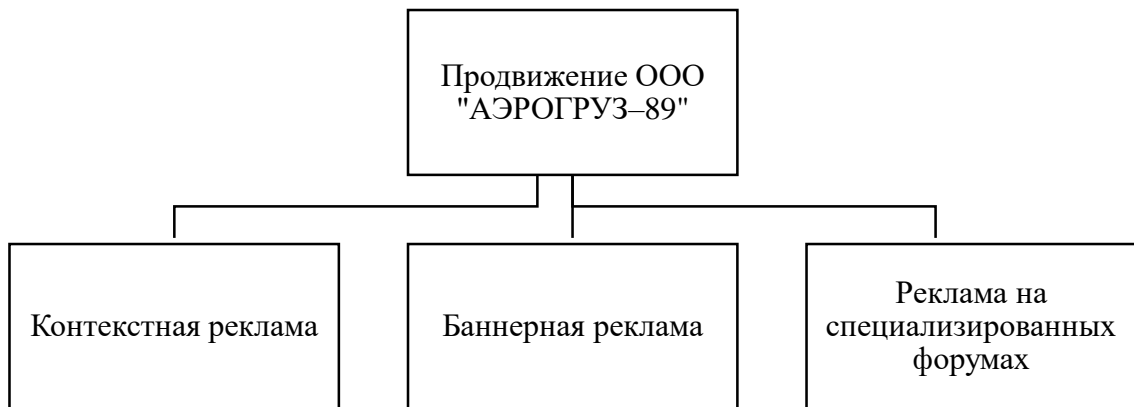 Продвижение ООО
"АЭРОГРУЗ–89"
Контекстная реклама
Баннерная реклама
Реклама на
специализированных
форумах